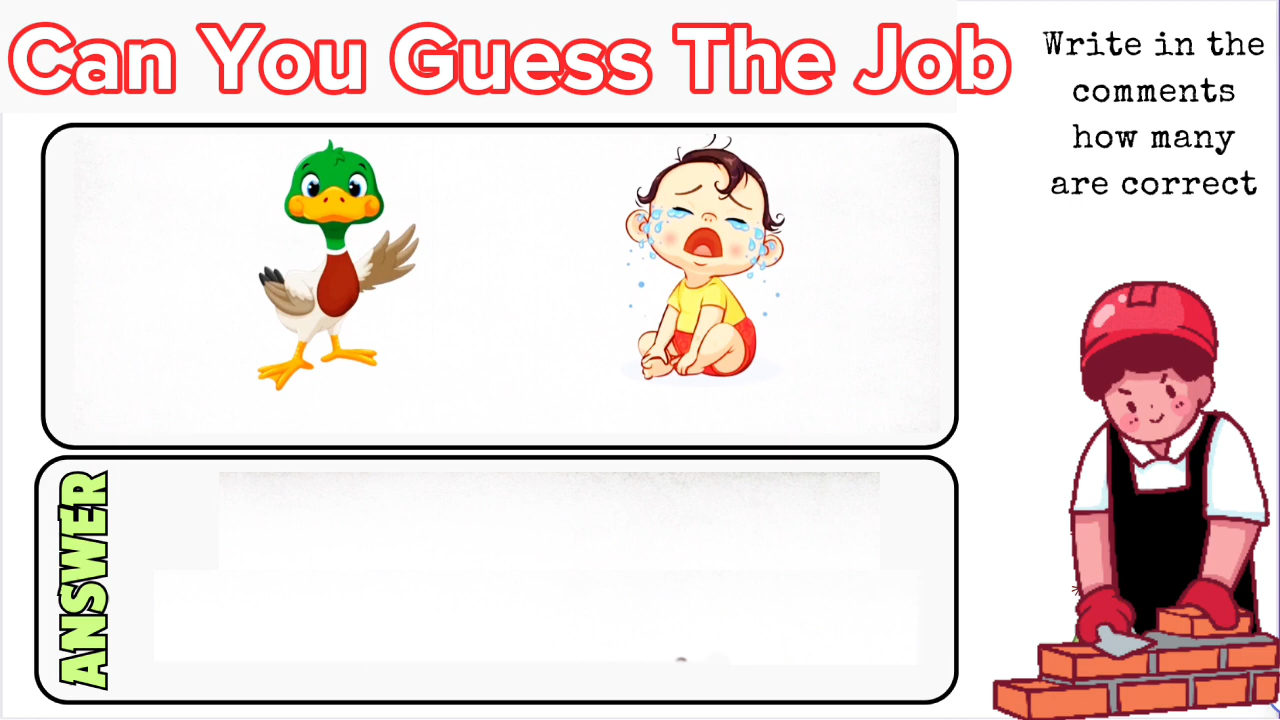 Can You Guess The Job
Write in the
comments
how many
are correct
ANSWER